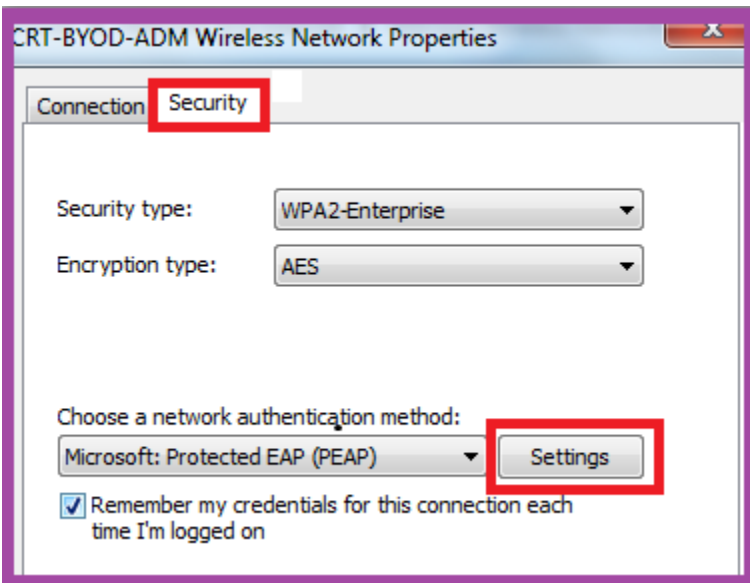 CRT-BYOD-ADM Wireless Network Properties
Connection Security
Security type: WPA2-Enterprise
Encryption type: AES
Choose a network authentication method:
Microsoft: Protected EAP (PEAP) Settings
Remember my credentials for this connection each
time I'm logged on